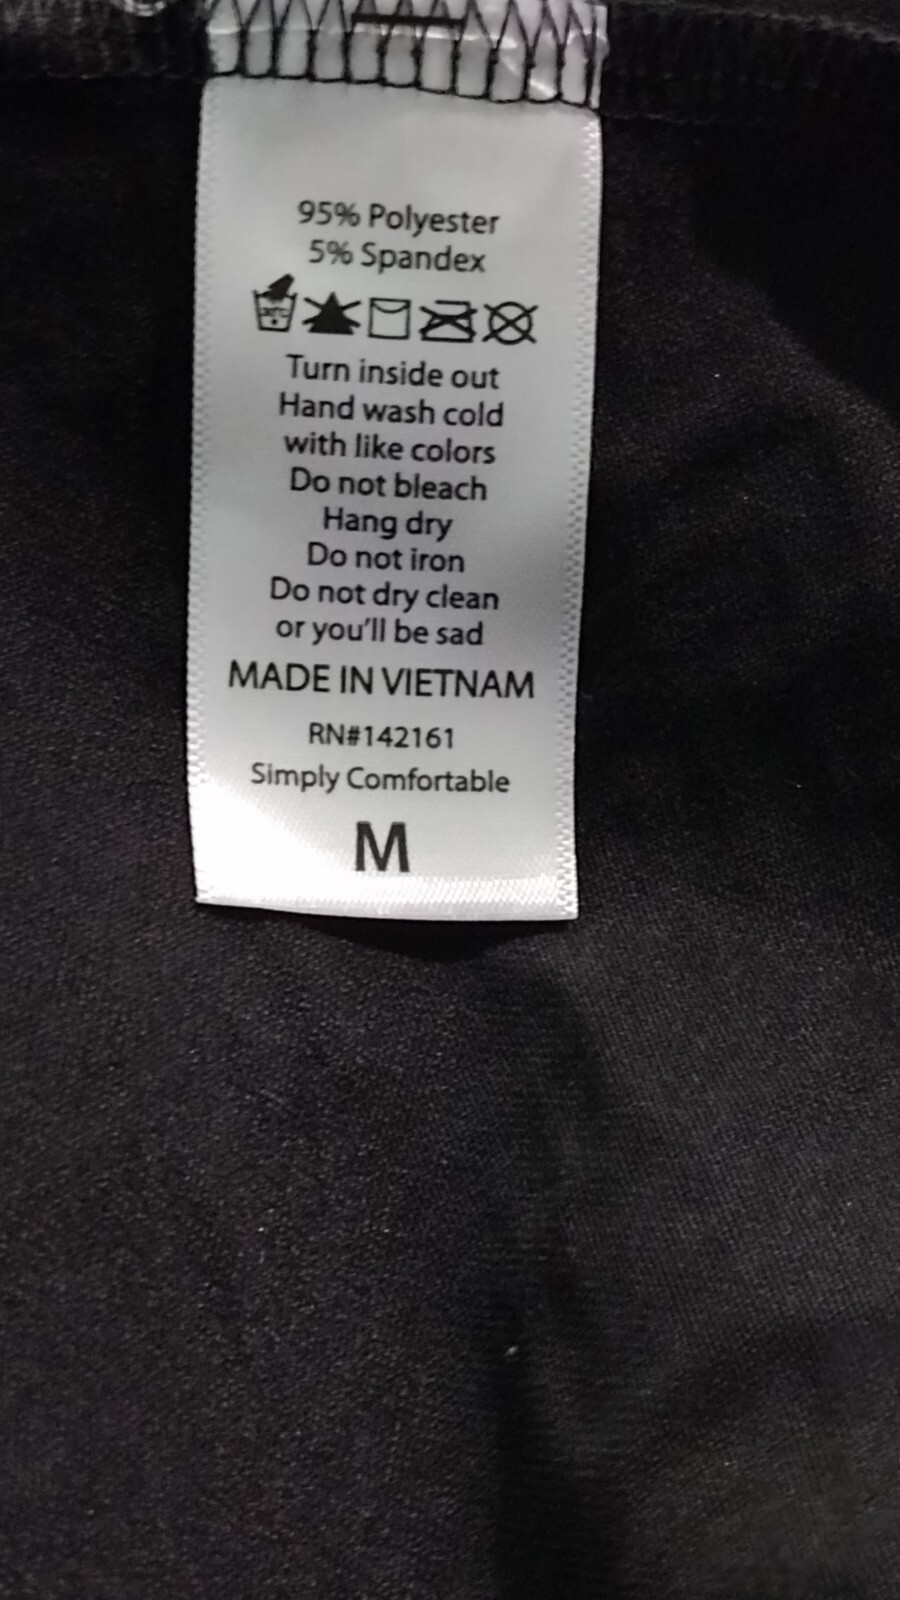 95% Polyester
5% Spandex
30°C
Turn inside out
Hand wash cold
with like colors
Do not bleach
Hang dry
Do not iron
Do not dry clean
or you'll be sad
MADE IN VIETNAM
RN#142161
Simply Comfortable
M